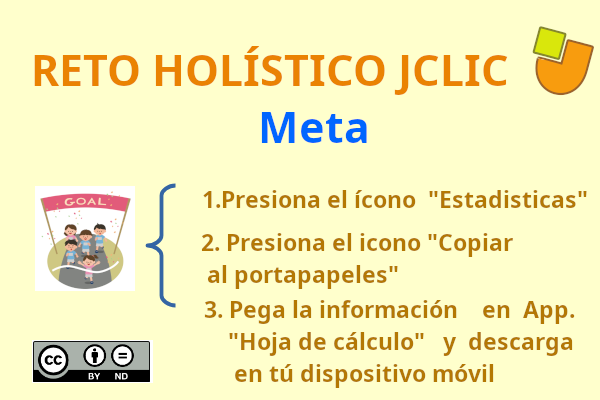 RETO HOLÍSTICO JCLIC
Meta
GOAL
1.Presiona el ícono "Estadisticas"
2. Presiona el icono "Copiar
al portapapeles"
3. Pega la información en App.
"Hoja de cálculo" y descarga
en tú dispositivo móvil
cc
BY ND